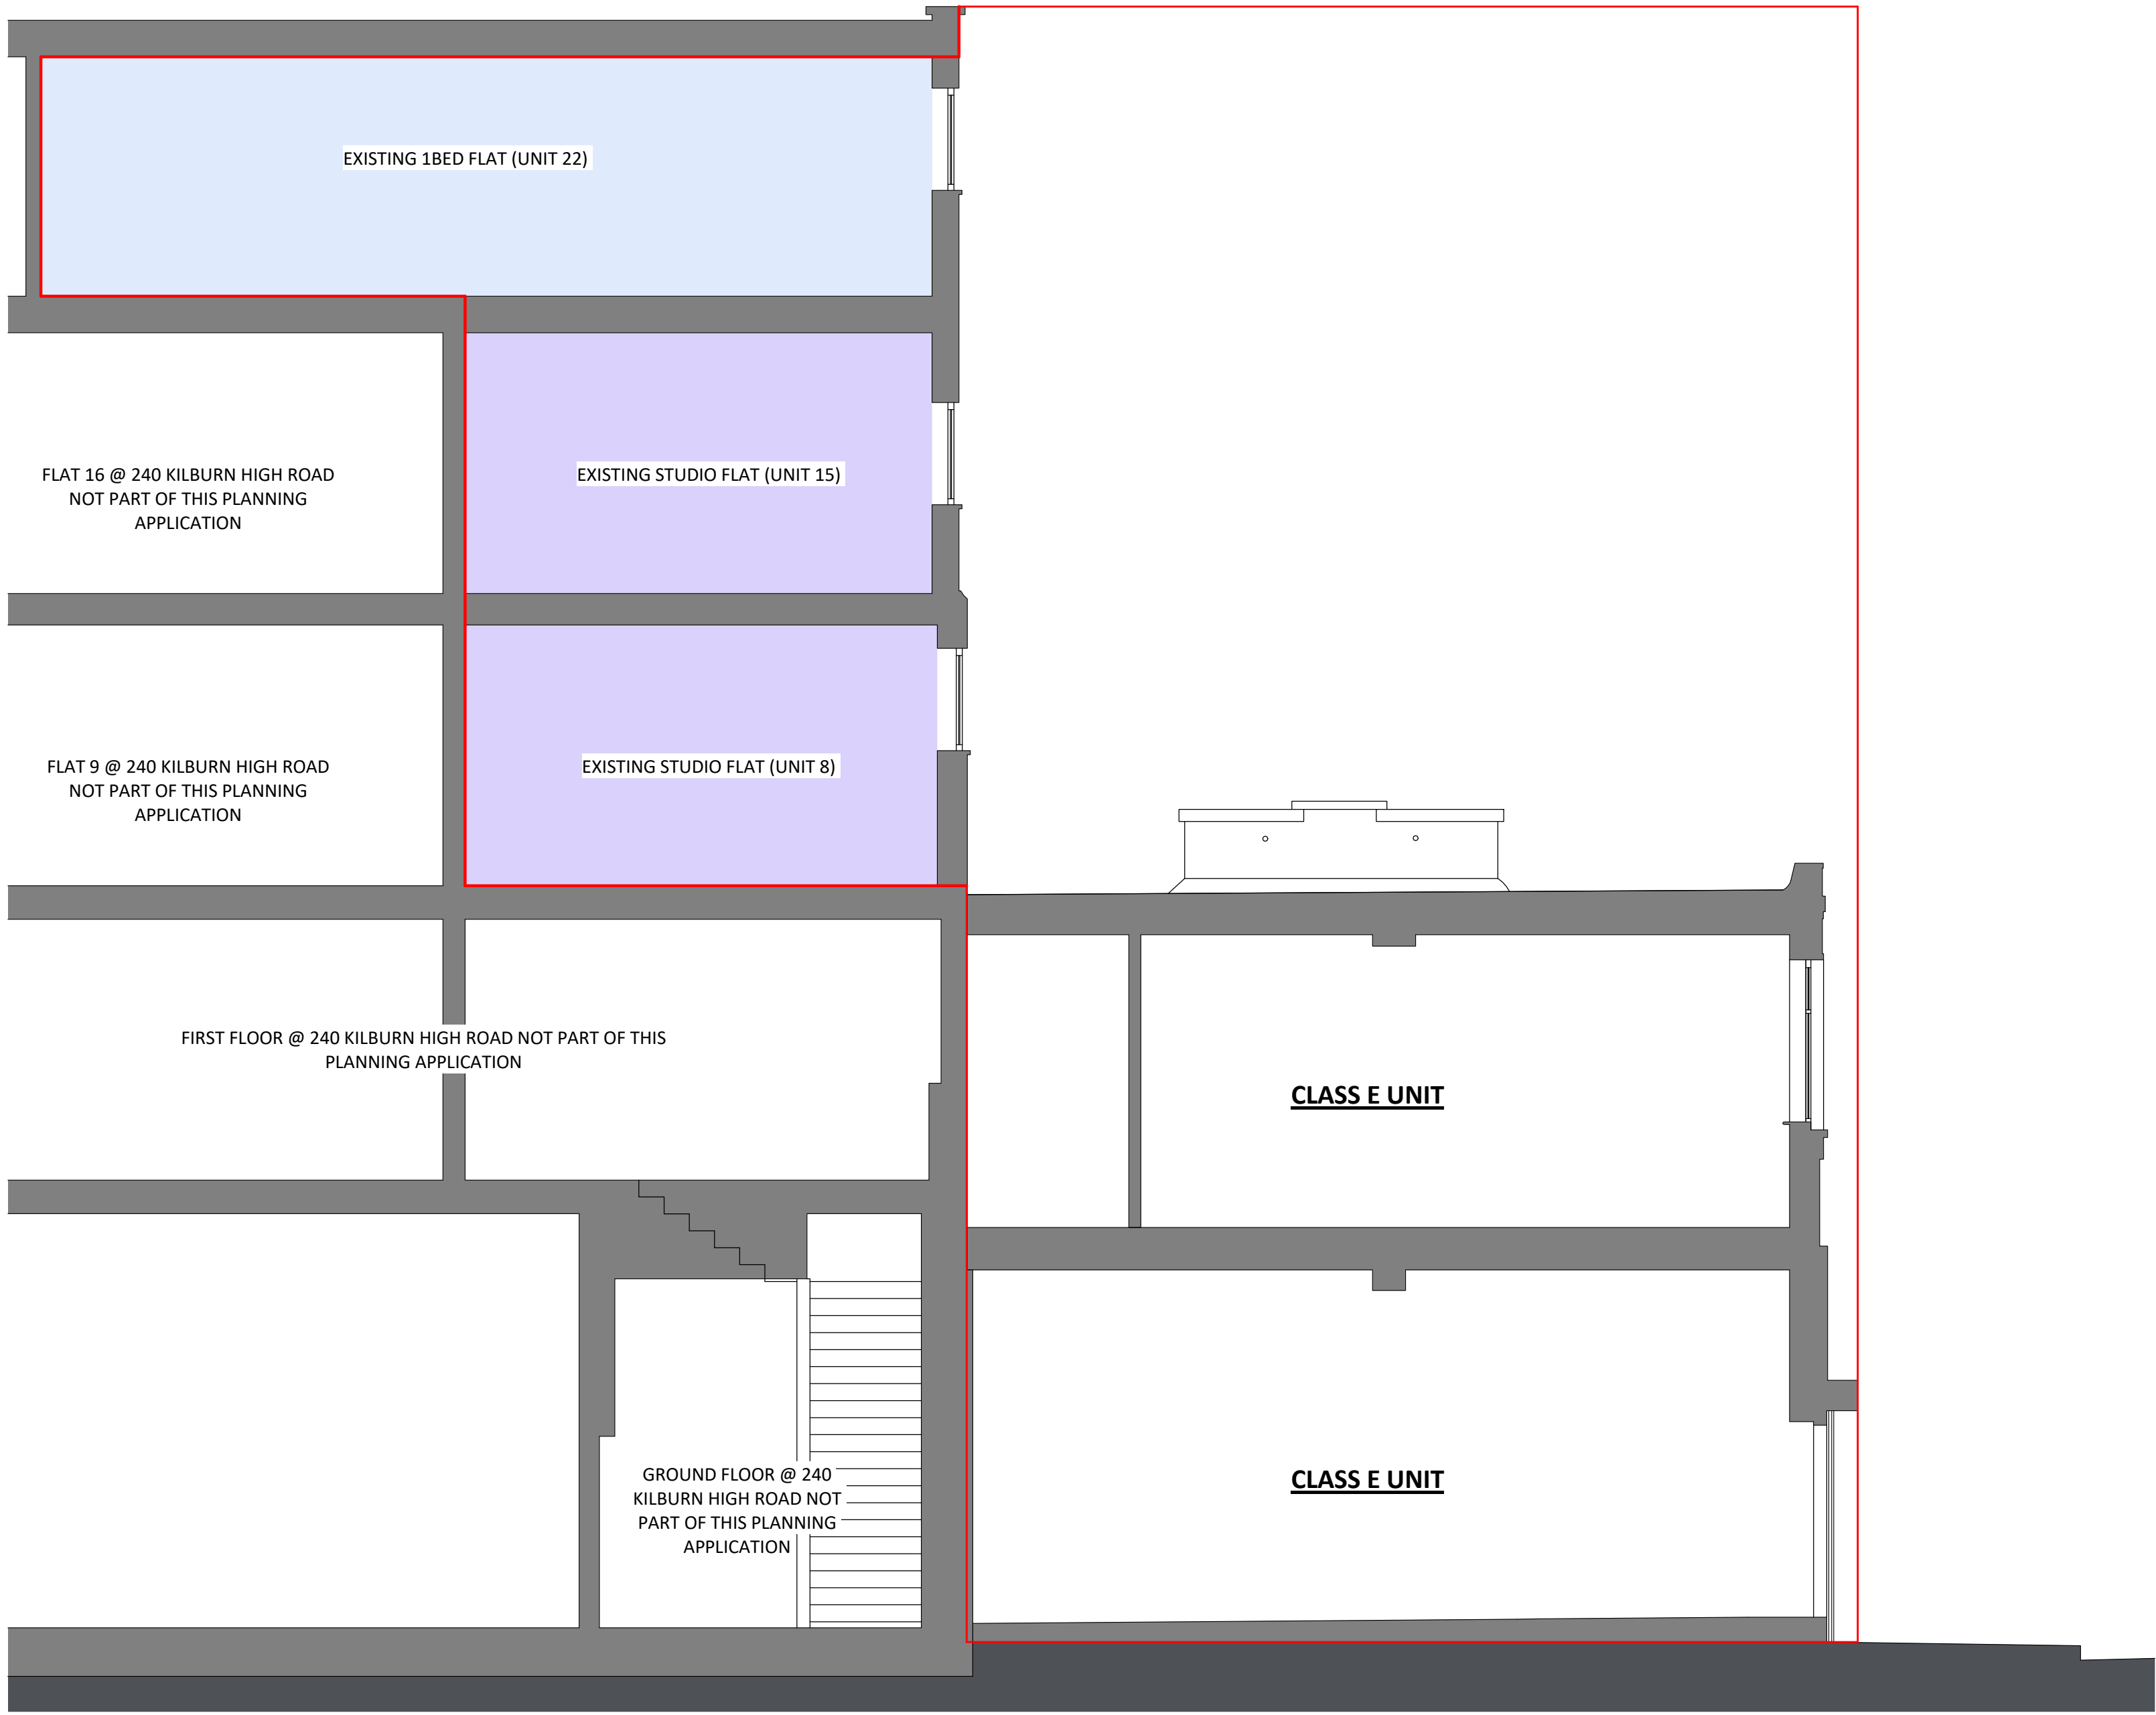 EXISTING 1BED FLAT (UNIT 22)
FLAT 16 @ 240 KILBURN HIGH ROAD
NOT PART OF THIS PLANNING
APPLICATION
EXISTING STUDIO FLAT (UNIT 15)
FLAT 9 @ 240 KILBURN HIGH ROAD
NOT PART OF THIS PLANNING
APPLICATION
EXISTING STUDIO FLAT (UNIT 8)
FIRST FLOOR @ 240 KILBURN HIGH ROAD NOT PART OF THIS
PLANNING APPLICATION
CLASS E UNIT
GROUND FLOOR @ 240
KILBURN HIGH ROAD NOT
PART OF THIS PLANNING
APPLICATION
CLASS E UNIT